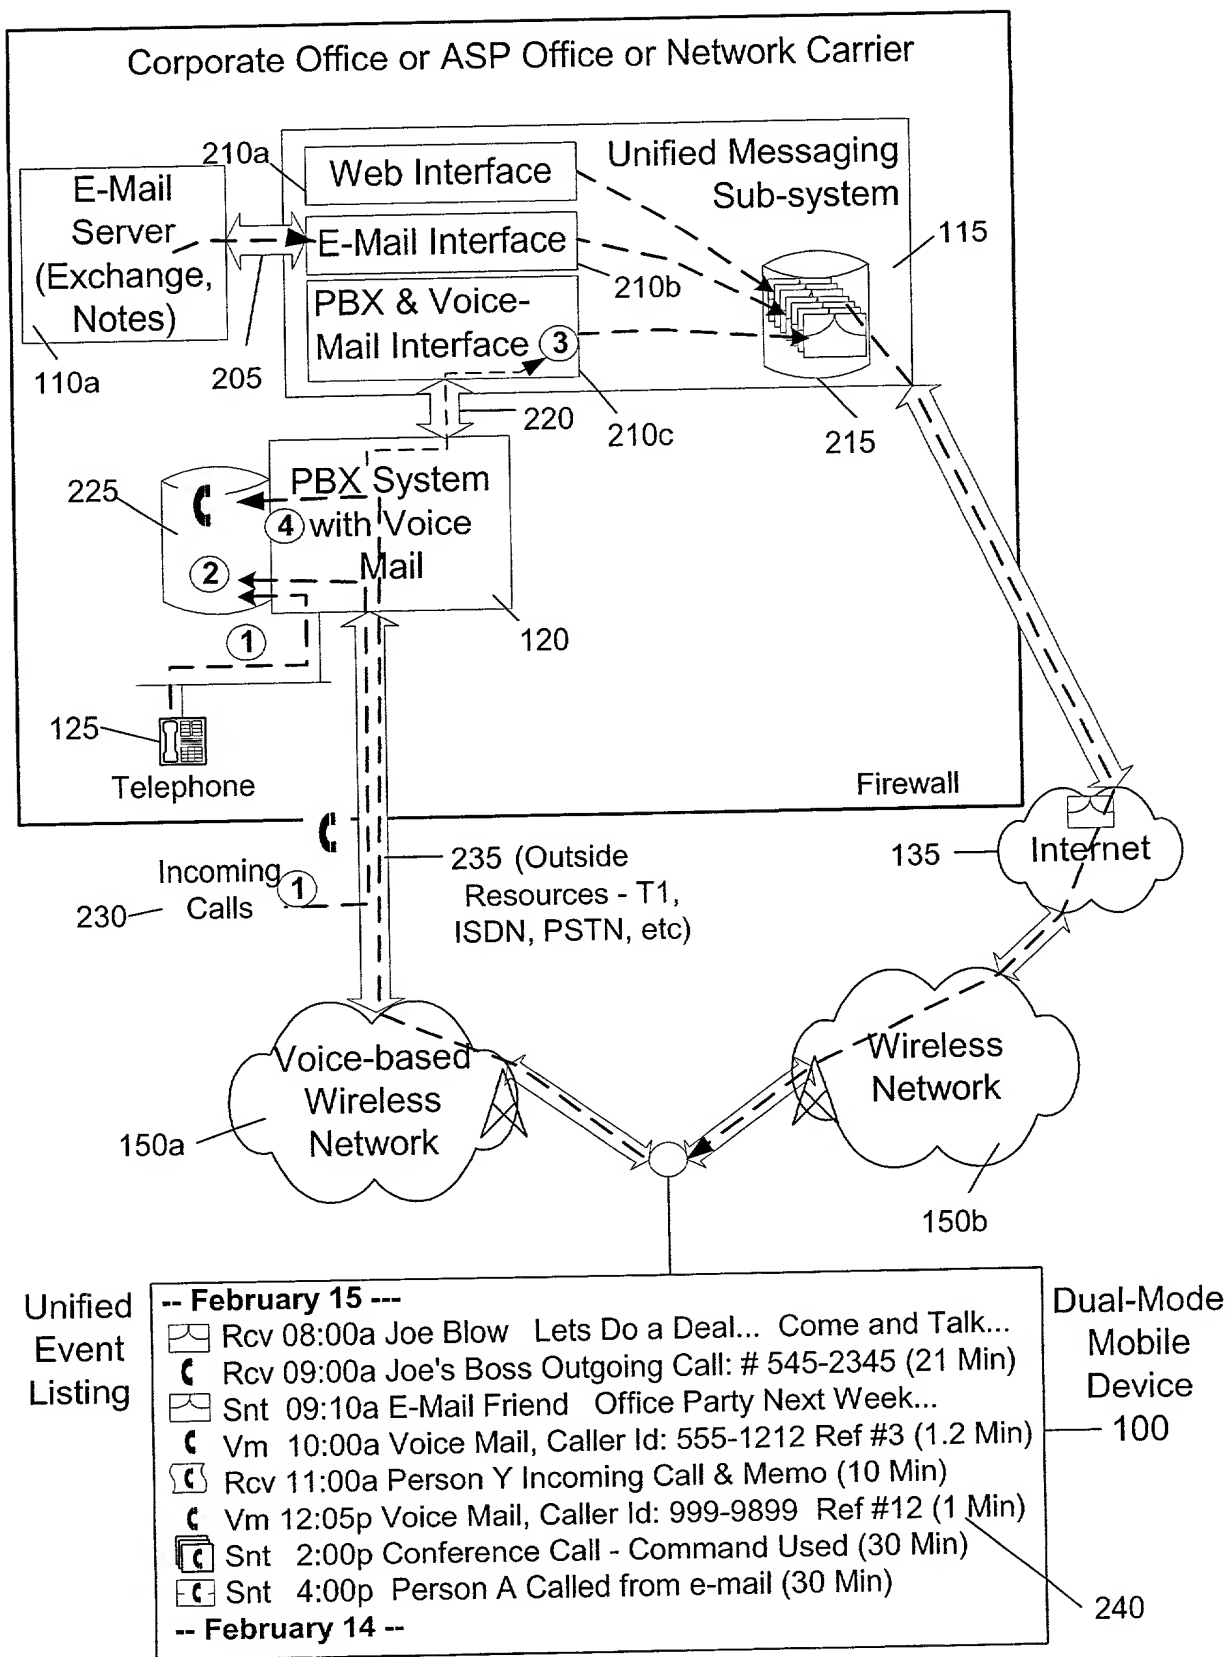 Corporate Office or ASP Office or Network Carrier
210a
Web Interface
Unified Messaging
Sub-system
E-Mail
Server
(Exchange,
Notes)
E-Mail Interface
115
210b
PBX & Voice-
Mail Interface
3
110a
205
220
210c
215
225
PBX System
with Voice
Mail
4
2
1
120
125
Telephone
Firewall
Incoming
Calls
1
230
235 (Outside
Resources - T1,
ISDN, PSTN, etc)
135
Internet
Voice-based
Wireless
Network
150a
Wireless
Network
150b
Unified
Event
Listing
-- February 15 ---
Rcv 08:00a Joe Blow Lets Do a Deal... Come and Talk...
Rcv 09:00a Joe's Boss Outgoing Call: # 545-2345 (21 Min)
Snt 09:10a E-Mail Friend Office Party Next Week...
Vm 10:00a Voice Mail, Caller Id: 555-1212 Ref #3 (1.2 Min)
Rcv 11:00a Person Y Incoming Call & Memo (10 Min)
Vm 12:05p Voice Mail, Caller Id: 999-9899 Ref #12 (1 Min)
Snt 2:00p Conference Call - Command Used (30 Min)
Snt 4:00p Person A Called from e-mail (30 Min)
-- February 14 --
Dual-Mode
Mobile
Device
100
240